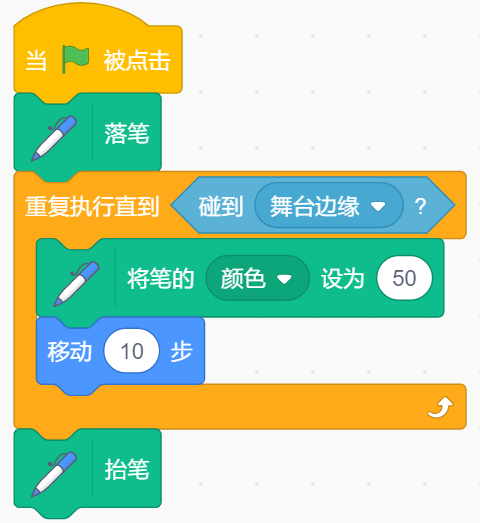 当 被点击
落笔
重复执行直到 碰到 舞台边缘 ?
将笔的 颜色 设为 50
移动 10 步
抬笔